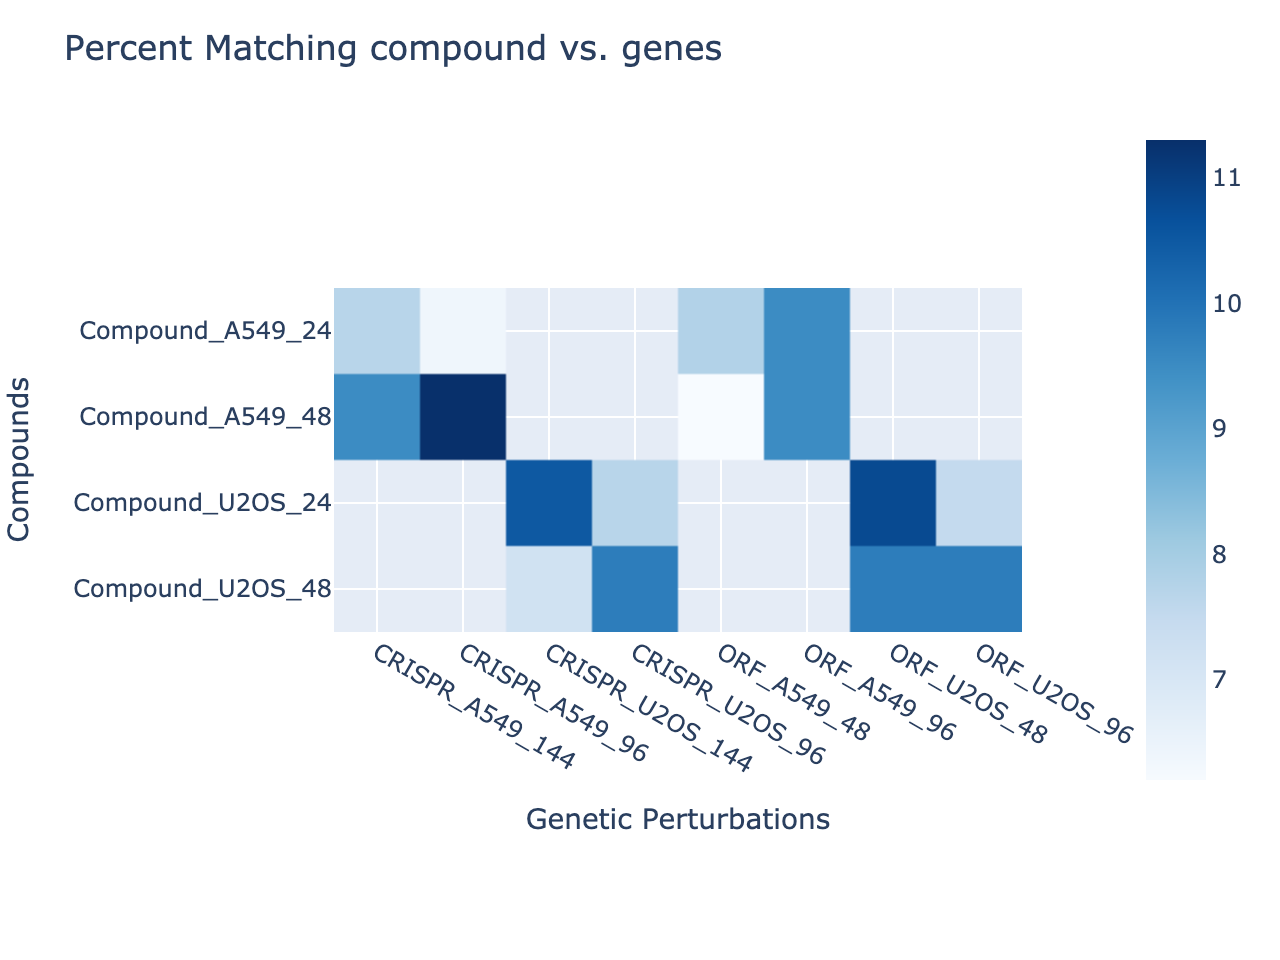 Percent Matching compound vs. genes
Compounds
Compound_A549_24
Compound_A549_48
Compound_U2OS_24
Compound_U2OS_48
CRISPR_A549_144
CRISPR_A549_96
CRISPR_U2OS_144
CRISPR_U2OS_96
ORF_A549_48
ORF_A549_96
ORF_U2OS_48
ORF_U2OS_96
Genetic Perturbations
11
10
9
8
7